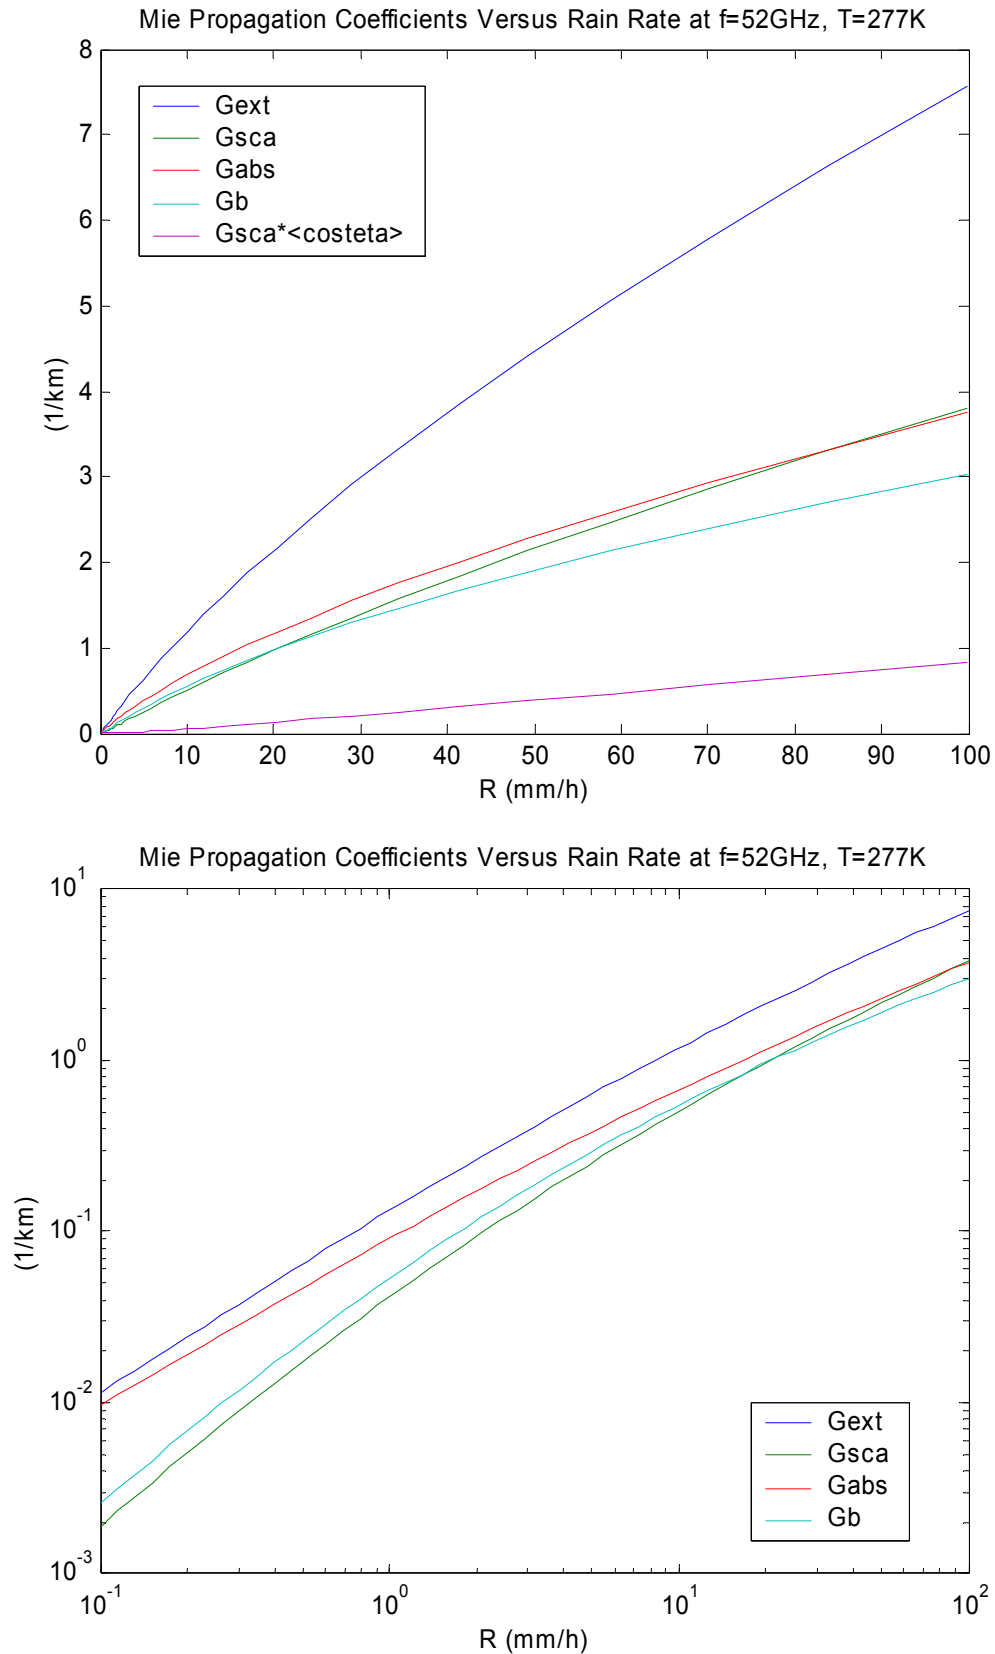 Mie Propagation Coefficients Versus Rain Rate at f=52GHz, T=277K
8
7
6
5
4
3
2
1
0
(1/km)
Gext
Gsca
Gabs
Gb
Gsca*<costeta>
0 10 20 30 40 50 60 70 80 90 100
R (mm/h)
Mie Propagation Coefficients Versus Rain Rate at f=52GHz, T=277K
10^1
10^0
10^-1
10^-2
10^-3
(1/km)
Gext
Gsca
Gabs
Gb
10^-1 10^0 10^1 10^2
R (mm/h)